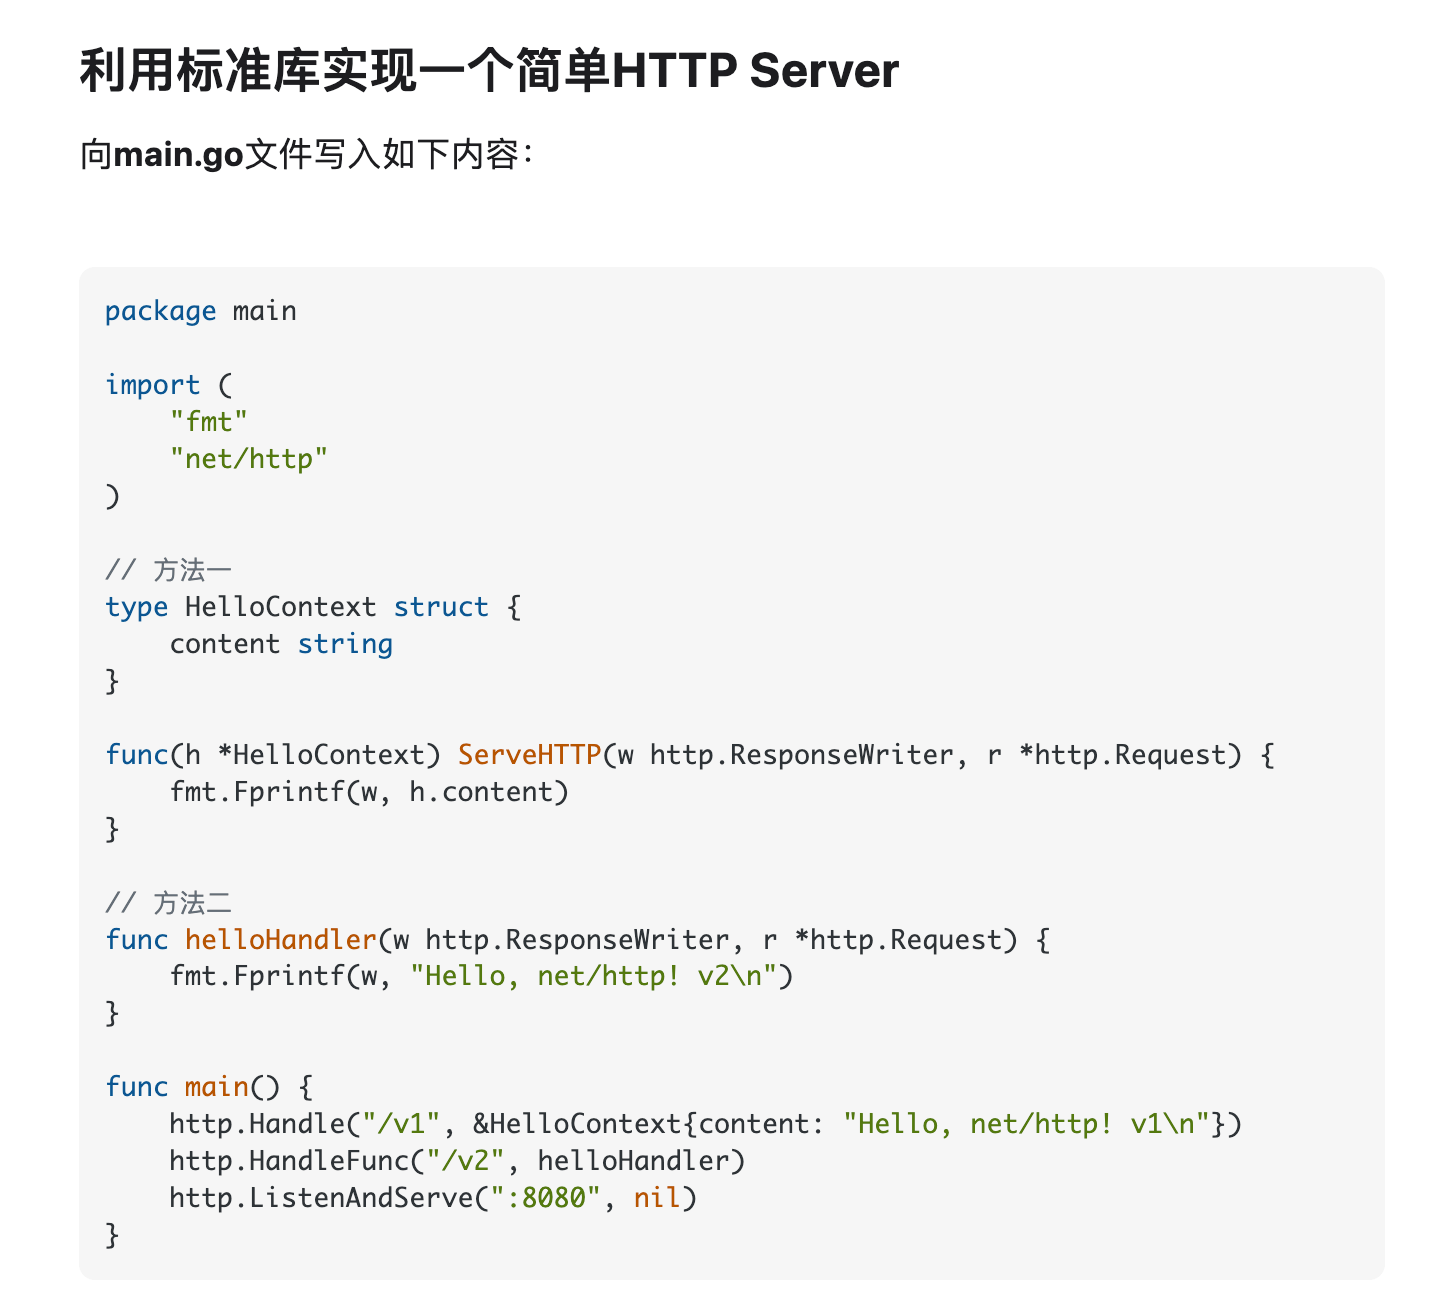 利用标准库实现一个简单HTTP Server
向main.go文件写入如下内容：
package main
import (
    "fmt"
    "net/http"
)
// 方法一
type HelloContext struct {
    content string
}
func(h *HelloContext) ServeHTTP(w http.ResponseWriter, r *http.Request) {
    fmt.Fprintf(w, h.content)
}
// 方法二
func helloHandler(w http.ResponseWriter, r *http.Request) {
    fmt.Fprintf(w, "Hello, net/http! v2\n")
}
func main() {
    http.Handle("/v1", &HelloContext{content: "Hello, net/http! v1\n"})
    http.HandleFunc("/v2", helloHandler)
    http.ListenAndServe(":8080", nil)
}